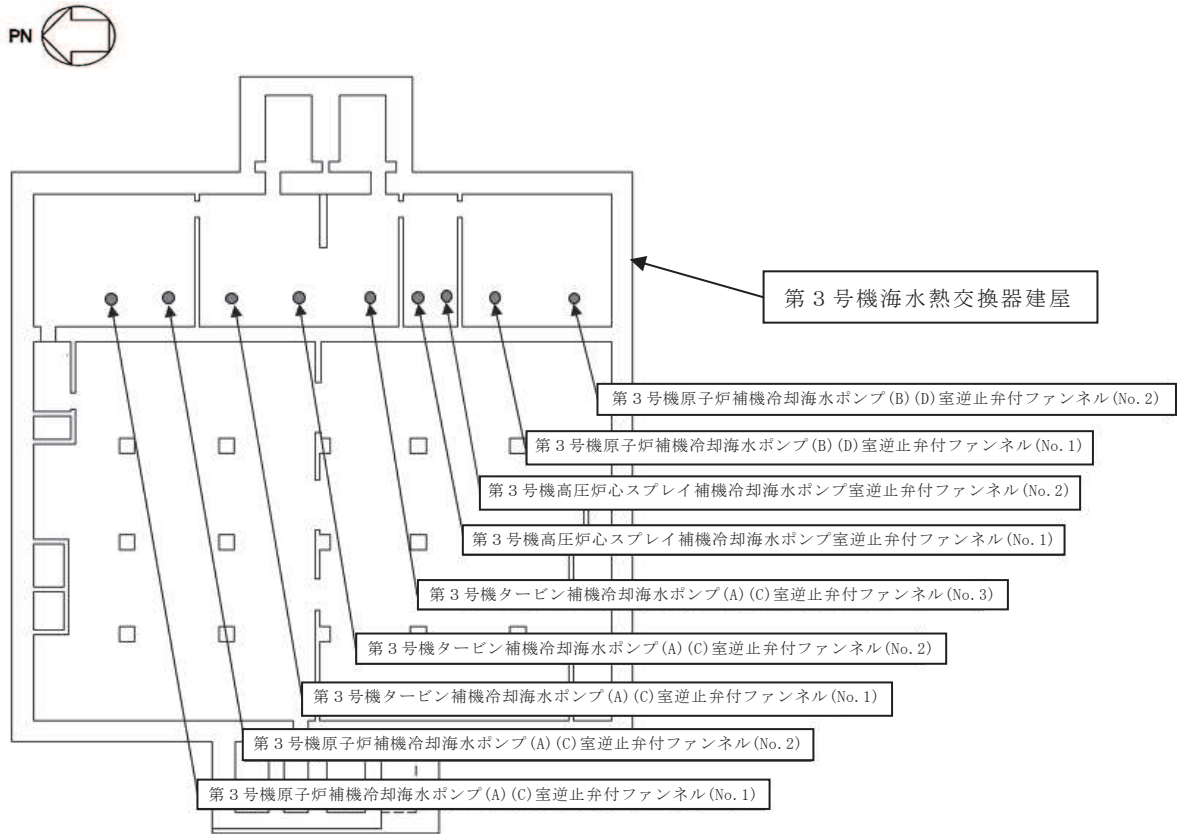 PN
第３号機海水熱交換器建屋
第３号機原子炉補機冷却海水ポンプ(B)(D)室逆止弁付ファンネル(No.2)
第３号機原子炉補機冷却海水ポンプ(B)(D)室逆止弁付ファンネル(No.1)
第３号機高圧炉心スプレイ補機冷却海水ポンプ室逆止弁付ファンネル(No.2)
第３号機高圧炉心スプレイ補機冷却海水ポンプ室逆止弁付ファンネル(No.1)
第３号機タービン補機冷却海水ポンプ(A)(C)室逆止弁付ファンネル(No.3)
第３号機タービン補機冷却海水ポンプ(A)(C)室逆止弁付ファンネル(No.2)
第３号機タービン補機冷却海水ポンプ(A)(C)室逆止弁付ファンネル(No.1)
第３号機原子炉補機冷却海水ポンプ(A)(C)室逆止弁付ファンネル(No.2)
第３号機原子炉補機冷却海水ポンプ(A)(C)室逆止弁付ファンネル(No.1)